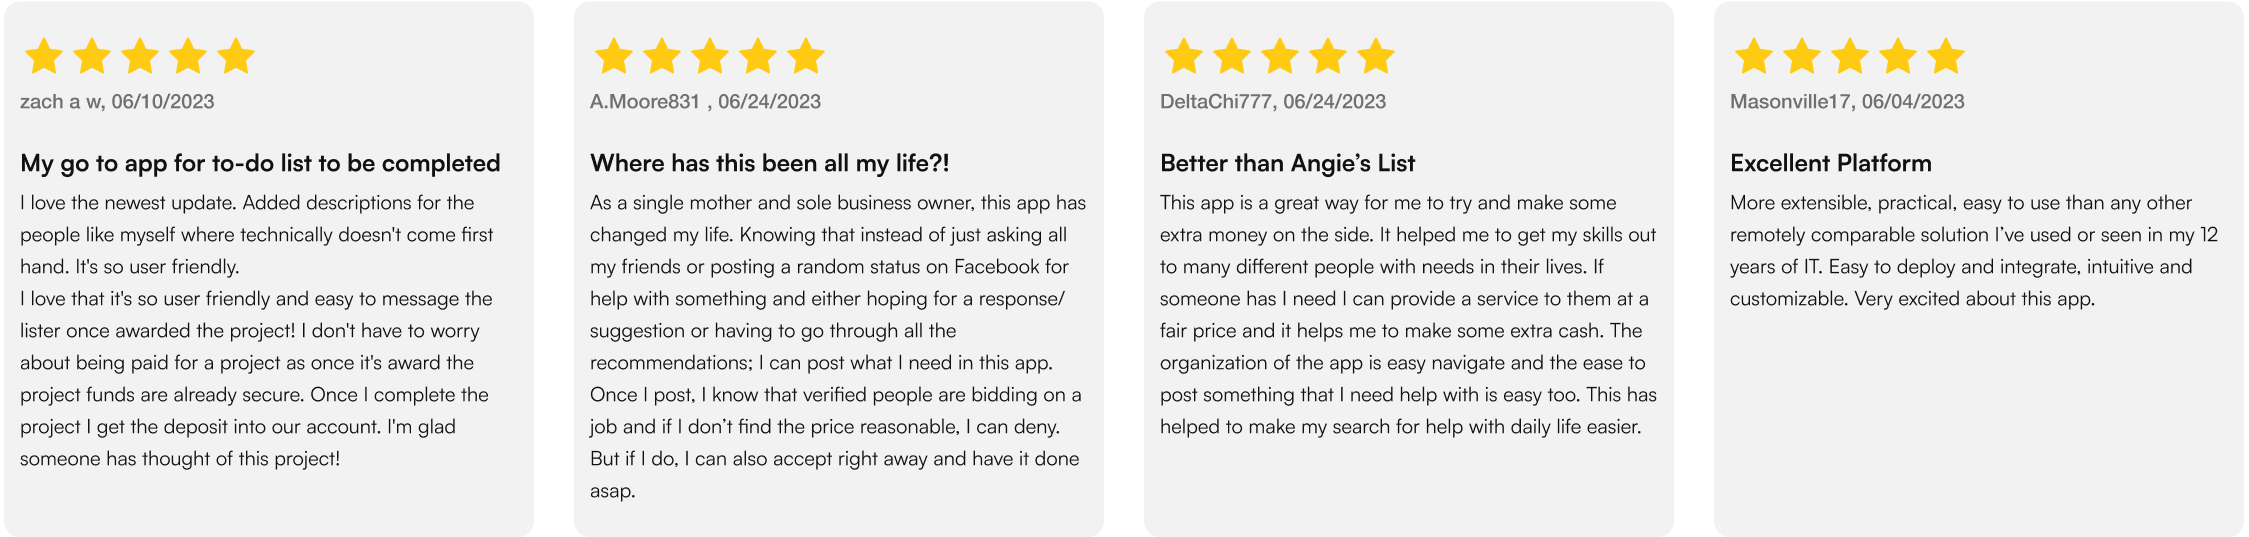 zach a w, 06/10/2023
My go to app for to-do list to be completed
I love the newest update. Added descriptions for the
people like myself where technically doesn't come first
hand. It's so user friendly.
I love that it's so user friendly and easy to message the
lister once awarded the project! I don't have to worry
about being paid for a project as once it's award the
project funds are already secure. Once I complete the
project I get the deposit into our account. I'm glad
someone has thought of this project!
A.Moore831 , 06/24/2023
Where has this been all my life?!
As a single mother and sole business owner, this app has
changed my life. Knowing that instead of just asking all
my friends or posting a random status on Facebook for
help with something and either hoping for a response/
suggestion or having to go through all the
recommendations; I can post what I need in this app.
Once I post, I know that verified people are bidding on a
job and if I don’t find the price reasonable, I can deny.
But if I do, I can also accept right away and have it done
asap.
DeltaChi777, 06/24/2023
Better than Angie’s List
This app is a great way for me to try and make some
extra money on the side. It helped me to get my skills out
to many different people with needs in their lives. If
someone has I need I can provide a service to them at a
fair price and it helps me to make some extra cash. The
organization of the app is easy navigate and the ease to
post something that I need help with is easy too. This has
helped to make my search for help with daily life easier.
Masonville17, 06/04/2023
Excellent Platform
More extensible, practical, easy to use than any other
remotely comparable solution I’ve used or seen in my 12
years of IT. Easy to deploy and integrate, intuitive and
customizable. Very excited about this app.